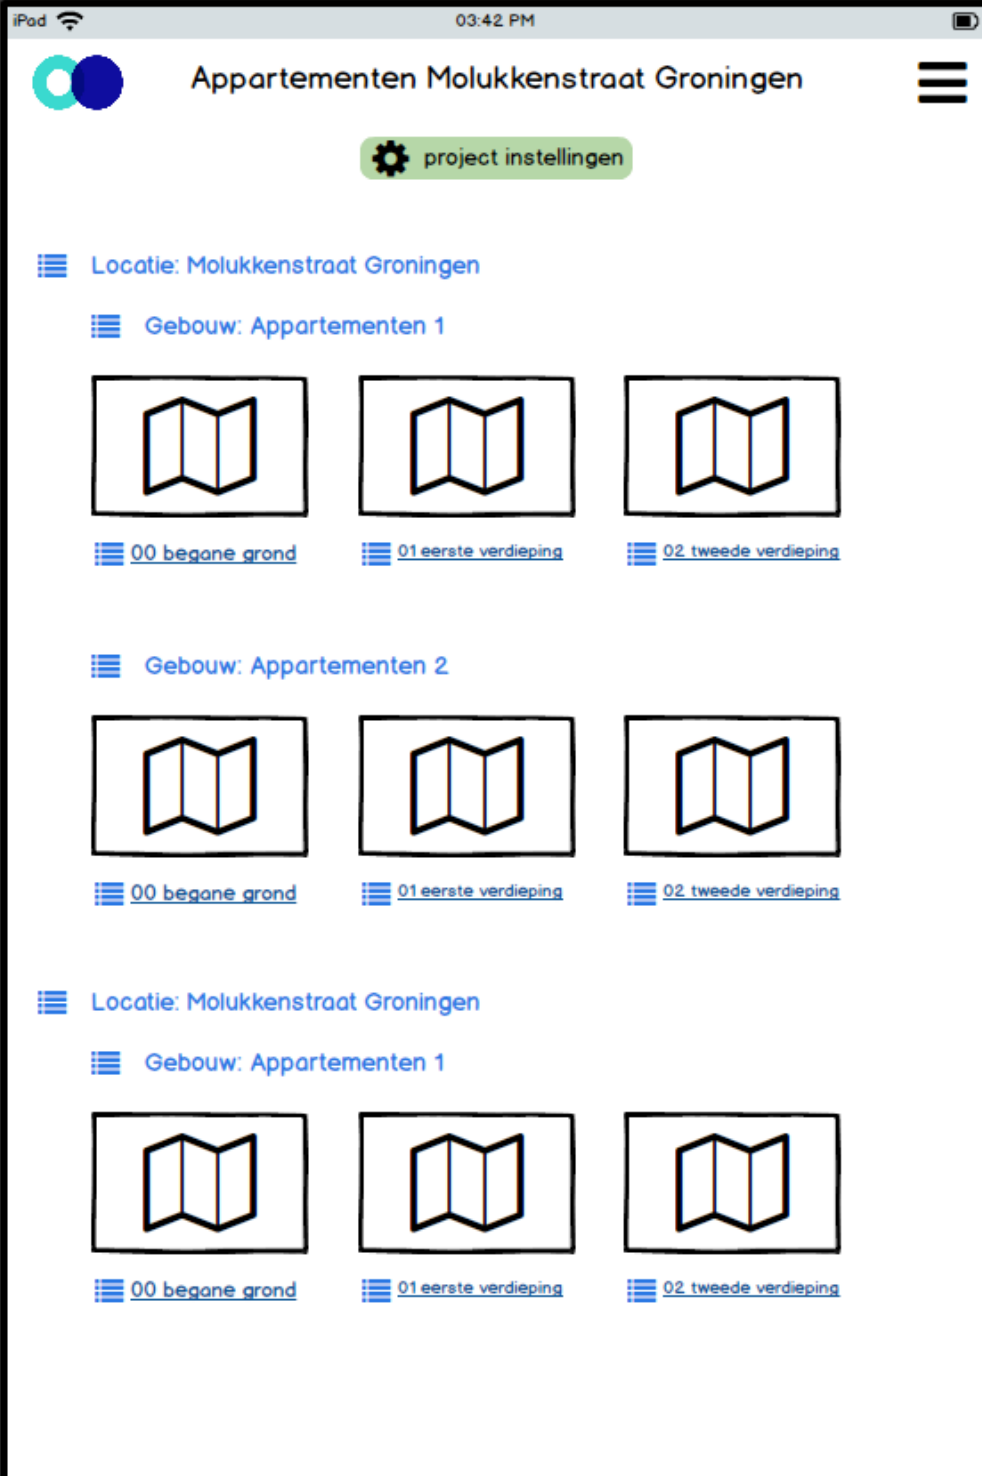 iPad 03:42 PM
Appartementen Molukkenstraat Groningen
project instellingen
Locatie: Molukkenstraat Groningen
Gebouw: Appartementen 1
00 begane grond 01 eerste verdieping 02 tweede verdieping
Gebouw: Appartementen 2
00 begane grond 01 eerste verdieping 02 tweede verdieping
Locatie: Molukkenstraat Groningen
Gebouw: Appartementen 1
00 begane grond 01 eerste verdieping 02 tweede verdieping